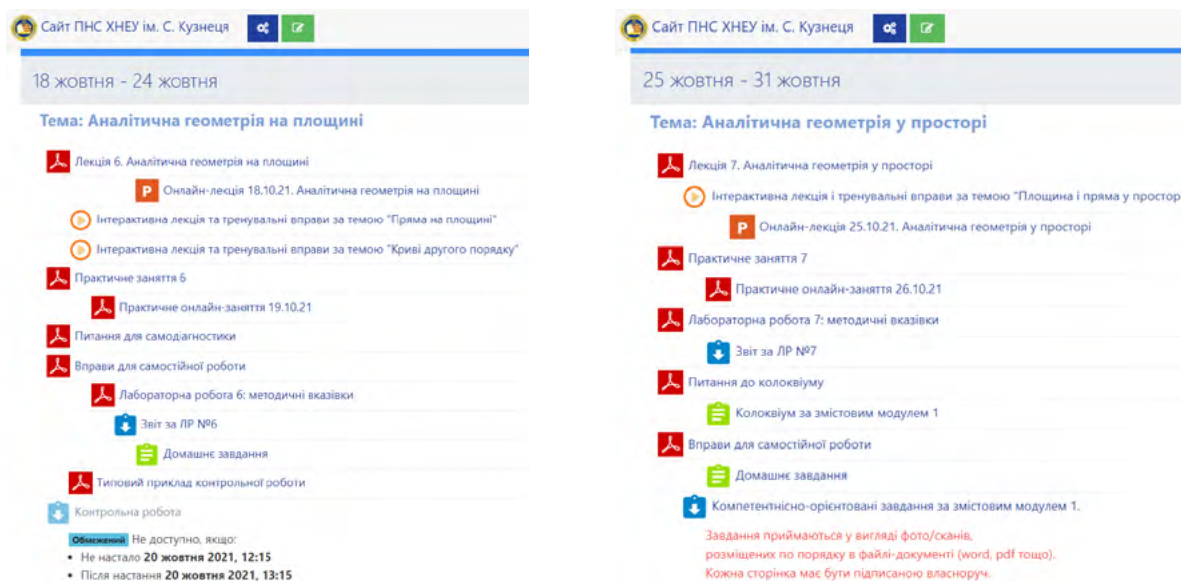 Сайт ПНС ХНЕУ ім. С. Кузнеця
18 жовтня - 24 жовтня
Тема: Аналітична геометрія на площині
Лекція 6. Аналітична геометрія на площині
Онлайн-лекція 18.10.21. Аналітична геометрія на площині
Інтерактивна лекція та тренувальні вправи за темою "Пряма на площині"
Інтерактивна лекція та тренувальні вправи за темою "Криві другого порядку"
Практичне заняття 6
Практичне онлайн-заняття 19.10.21
Питання для самодіагностики
Вправи для самостійної роботи
Лабораторна робота 6: методичні вказівки
Звіт за ЛР №6
Домашнє завдання
Типовий приклад контрольної роботи
Контрольна робота
Обмежений Не доступно, якщо:
• Не настало 20 жовтня 2021, 12:15
• Після настання 20 жовтня 2021, 13:15
Сайт ПНС ХНЕУ ім. С. Кузнеця
25 жовтня - 31 жовтня
Тема: Аналітична геометрія у просторі
Лекція 7. Аналітична геометрія у просторі
Інтерактивна лекція і тренувальні вправи за темою "Площина і пряма у простор
Р Онлайн-лекція 25.10.21. Аналітична геометрія у просторі
Практичне заняття 7
Практичне онлайн-заняття 26.10.21
Лабораторна робота 7: методичні вказівки
Звіт за ЛР №7
Питання до колоквіуму
Колоквіум за змістовим модулем 1
Вправи для самостійної роботи
Домашнє завдання
Компетентнісно-орієнтовані завдання за змістовим модулем 1.
Завдання приймаються у вигляді фото/сканів,
розміщених по порядку в файлі-документі (word, pdf тощо).
Кожна сторінка має бути підписаною власноруч.